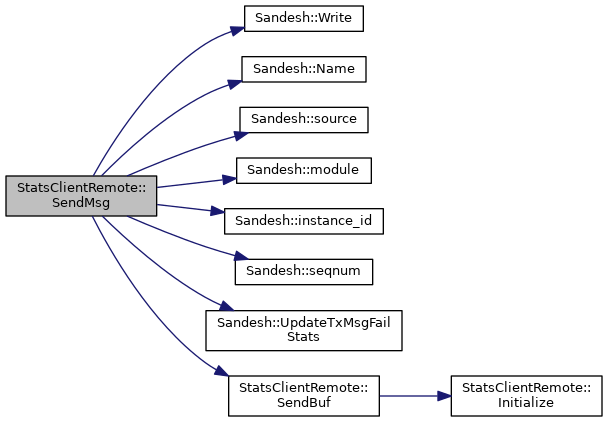 Sandesh::Write
Sandesh::Name
Sandesh::source
Sandesh::module
StatsClientRemote::
SendMsg
Sandesh::instance_id
Sandesh::seqnum
Sandesh::UpdateTxMsgFail
Stats
StatsClientRemote::
SendBuf
StatsClientRemote::
Initialize